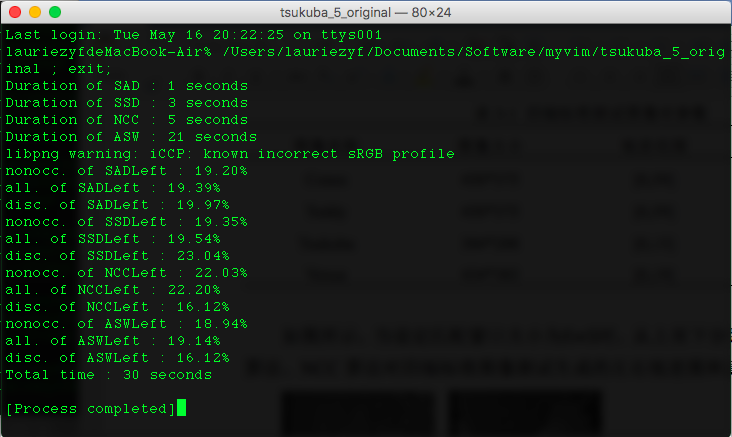 tsukuba_5_original — 80×24
Last login: Tue May 16 20:22:25 on ttys001
lauriezyfdeMacBook-Air% /Users/lauriezyf/Documents/Software/myvim/tsukuba_5_orig
inal ; exit;
Duration of SAD : 1 seconds
Duration of SSD : 3 seconds
Duration of NCC : 5 seconds
Duration of ASW : 21 seconds
libpng warning: iCCP: known incorrect sRGB profile
nonocc. of SADLeft : 19.20%
all. of SADLeft : 19.39%
disc. of SADLeft : 19.97%
nonocc. of SSDLeft : 19.35%
all. of SSDLeft : 19.54%
disc. of SSDLeft : 23.04%
nonocc. of NCCLeft : 22.03%
all. of NCCLeft : 22.20%
disc. of NCCLeft : 16.12%
nonocc. of ASWLeft : 18.94%
all. of ASWLeft : 19.14%
disc. of ASWLeft : 16.12%
Total time : 30 seconds
[Process completed]